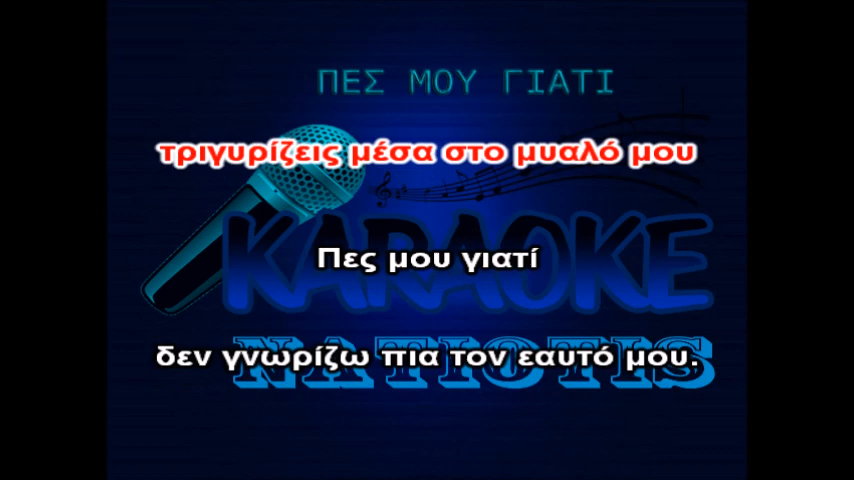 ΠΕΣ ΜΟΥ ΓΙΑΤΙ
τριγυρίζεις μέσα στο μυαλό μου
KARAOKE
Πες μου γιατί
NATIOTIS
δεν γνωρίζω πια τον εαυτό μου.